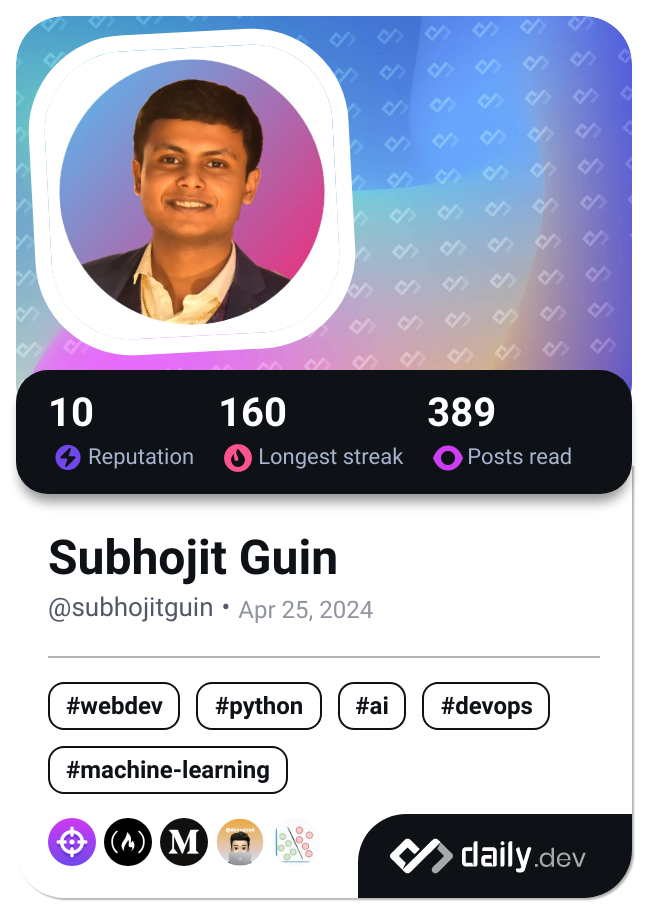 10 160 389
Reputation Longest streak Posts read
Subhojit Guin
@subhojitguin • Apr 25, 2024
#webdev #python #ai #devops
#machine-learning
M
daily.dev